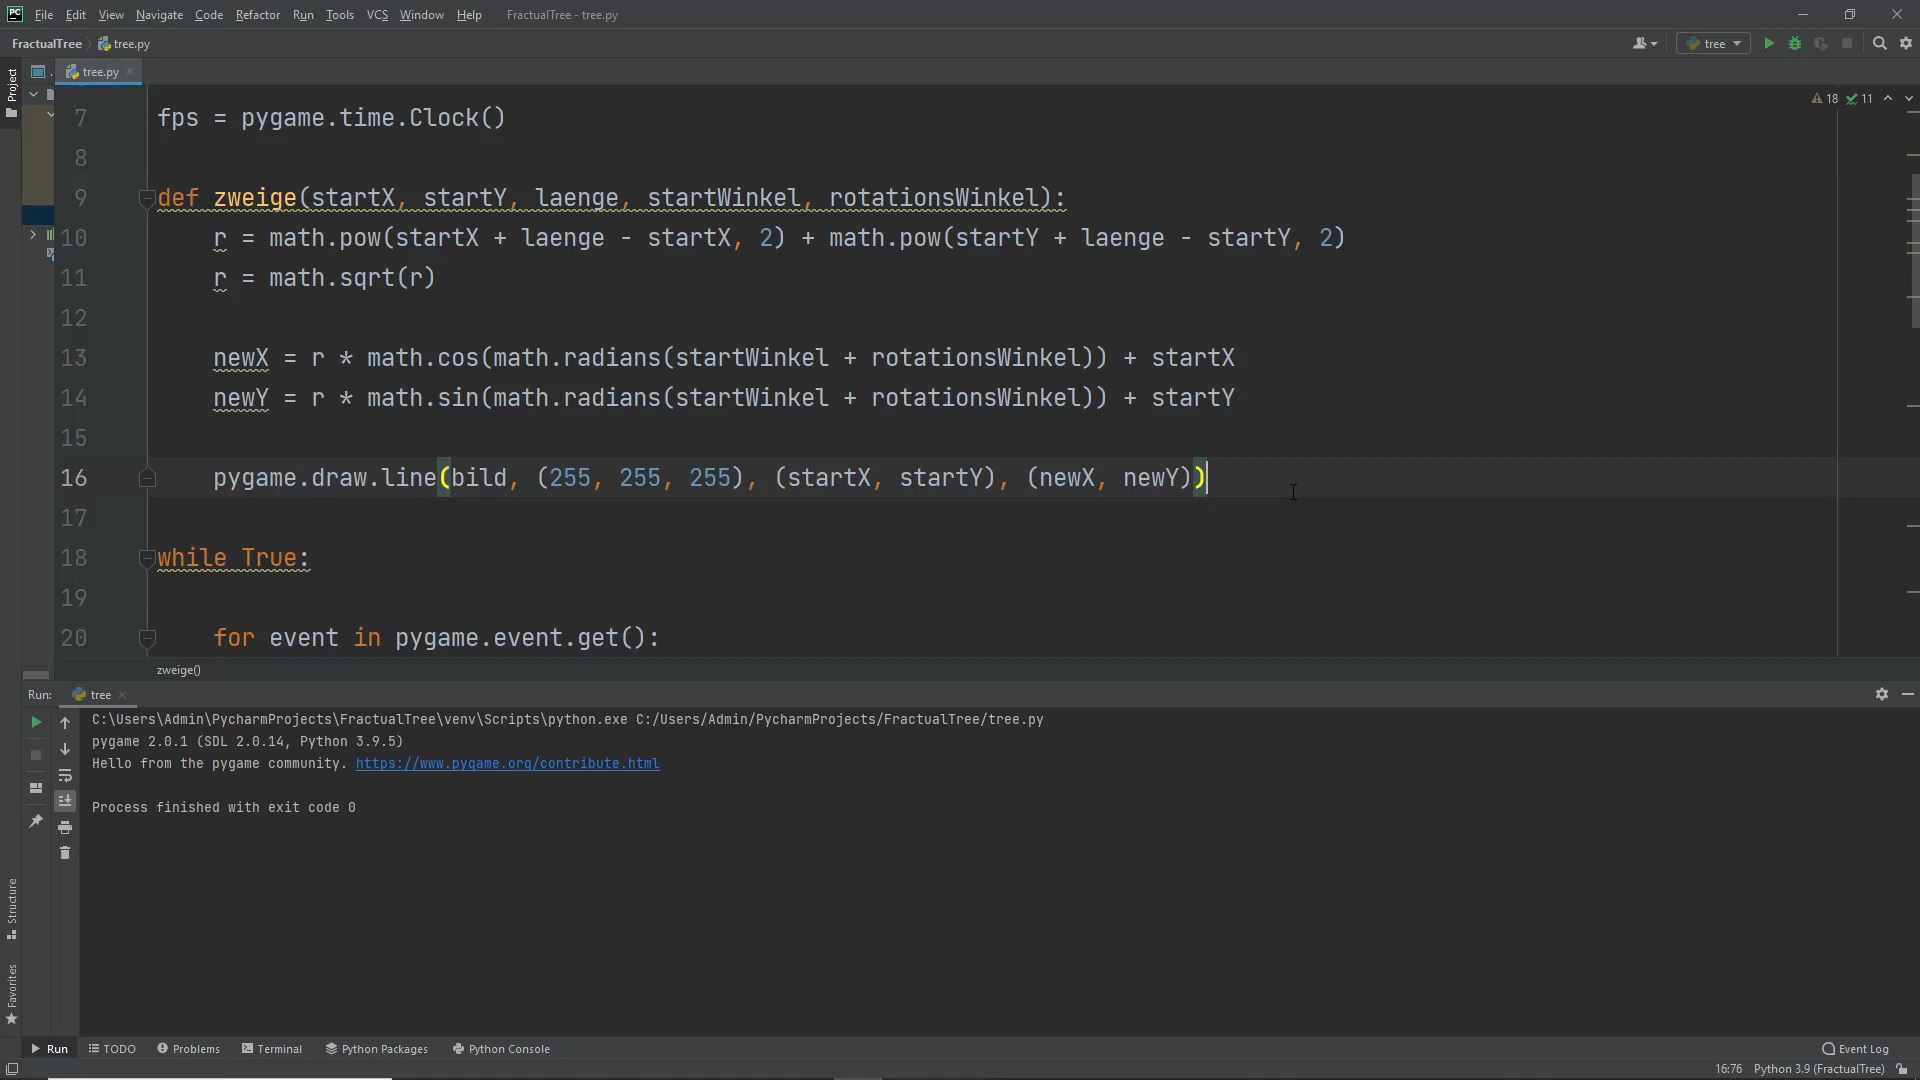 PC File Edit View Navigate Code Refactor Run Tools VCS Window Help FractualTree - tree.py
FractualTree tree.py tree
Project
tree.py
18 11
7 fps = pygame.time.Clock()
8
9 def zweige(startX, startY, laenge, startWinkel, rotationsWinkel):
10 r = math.pow(startX + laenge - startX, 2) + math.pow(startY + laenge - startY, 2)
11 r = math.sqrt(r)
12
13 newX = r * math.cos(math.radians(startWinkel + rotationsWinkel)) + startX
14 newY = r * math.sin(math.radians(startWinkel + rotationsWinkel)) + startY
15
16 pygame.draw.line(bild, (255, 255, 255), (startX, startY), (newX, newY))
17
18 while True:
19
20 for event in pygame.event.get():
zweige()
Run: tree
C:\Users\Admin\PycharmProjects\FractualTree\venv\Scripts\python.exe C:/Users/Admin/PycharmProjects/FractualTree/tree.py
pygame 2.0.1 (SDL 2.0.14, Python 3.9.5)
Hello from the pygame community. https://www.pygame.org/contribute.html
Process finished with exit code 0
Structure
Favorites
Run TODO Problems Terminal Python Packages Python Console Event Log
16:76 Python 3.9 (FractualTree)